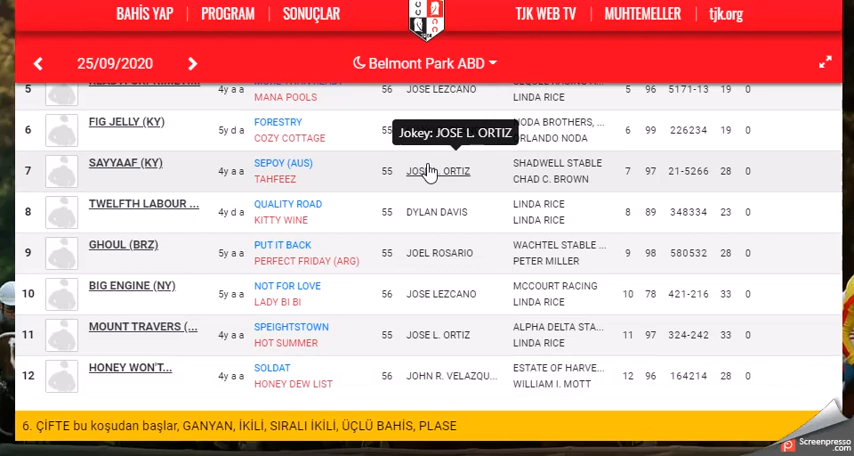 BAHİS YAP | PROGRAM | SONUÇLAR | TJK WEB TV | MUHTEMELLER | tjk.org
25/09/2020 Belmont Park ABD
5 4y a a MANA POOLS 56 JOSE LEZCANO LINDA RICE 5 96 5171-13 19 0
6 FIG JELLY (KY) 5y d a FORESTRY COZY COTTAGE 55 NODA BROTHERS, ... ORLANDO NODA 6 99 226234 19 0
Jokey: JOSE L. ORTIZ
7 SAYYAAF (KY) 4y a a SEPOY (AUS) TAHFEEZ 55 ORTIZ SHADWELL STABLE CHAD C. BROWN 7 97 21-5266 28 0
8 TWELFTH LABOUR ... 4y d a QUALITY ROAD KITTY WINE 55 DYLAN DAVIS LINDA RICE LINDA RICE 8 89 348334 23 0
9 GHOUL (BRZ) 5y a a PUT IT BACK PERFECT FRIDAY (ARG) 55 JOEL ROSARIO WACHTEL STABLE ... PETER MILLER 9 98 580532 28 0
10 BIG ENGINE (NY) 5y a a NOT FOR LOVE LADY BI BI 56 JOSE LEZCANO MCCOURT RACING LINDA RICE 10 78 421-216 33 0
11 MOUNT TRAVERS (... 4y a a SPEIGHTSTOWN HOT SUMMER 55 JOSE L. ORTIZ ALPHA DELTA STA... LINDA RICE 11 97 324-242 33 0
12 HONEY WON'T... 4y a a SOLDAT HONEY DEW LIST 56 JOHN R. VELAZQU... ESTATE OF HARVE... WILLIAM I. MOTT 12 96 164214 28 0
6. ÇİFTE bu koşudan başlar, GANYAN, İKİLİ, SIRALI İKİLİ, ÜÇLÜ BAHİS, PLASE
Screenpresso
.com